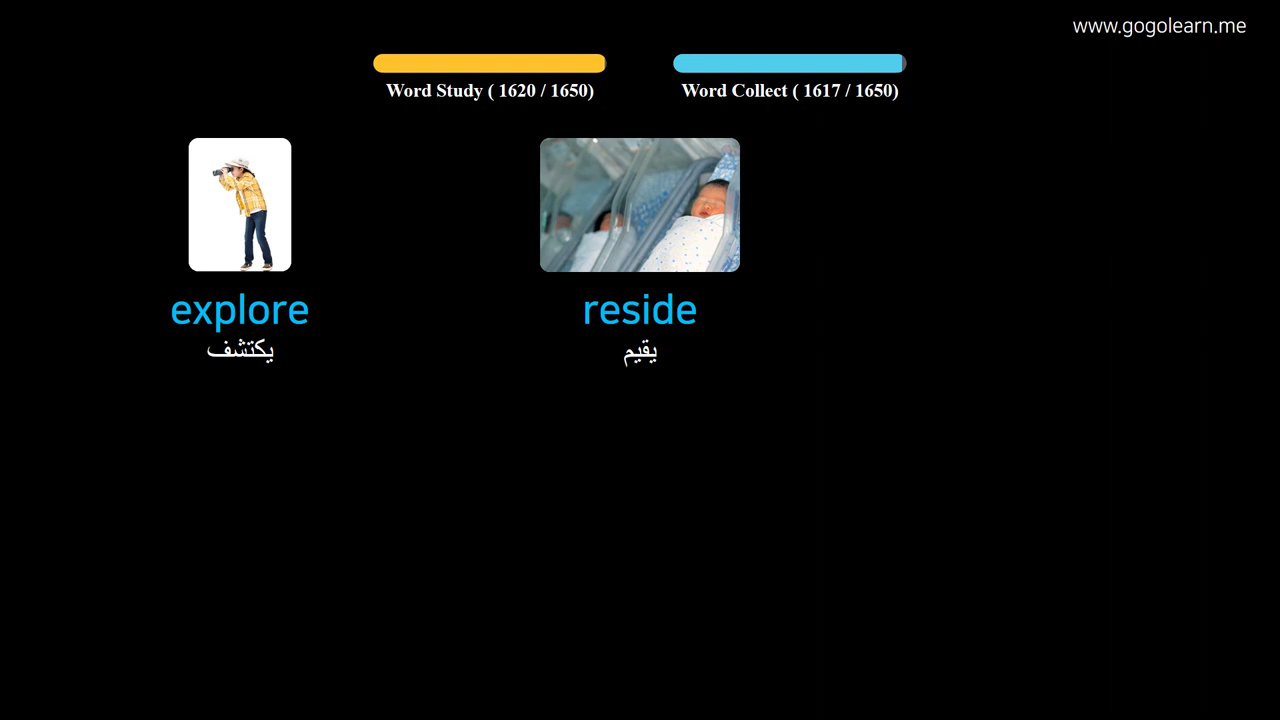 www.gogolearn.me
Word Study ( 1620 / 1650)
Word Collect ( 1617 / 1650)
explore
يكتشف
reside
يقيم